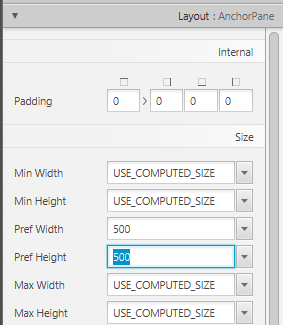 Layout : AnchorPane
Internal
Padding 0 0 0 0
Size
Min Width USE_COMPUTED_SIZE
Min Height USE_COMPUTED_SIZE
Pref Width 500
Pref Height 500
Max Width USE_COMPUTED_SIZE
Max Height USE_COMPUTED_SIZE